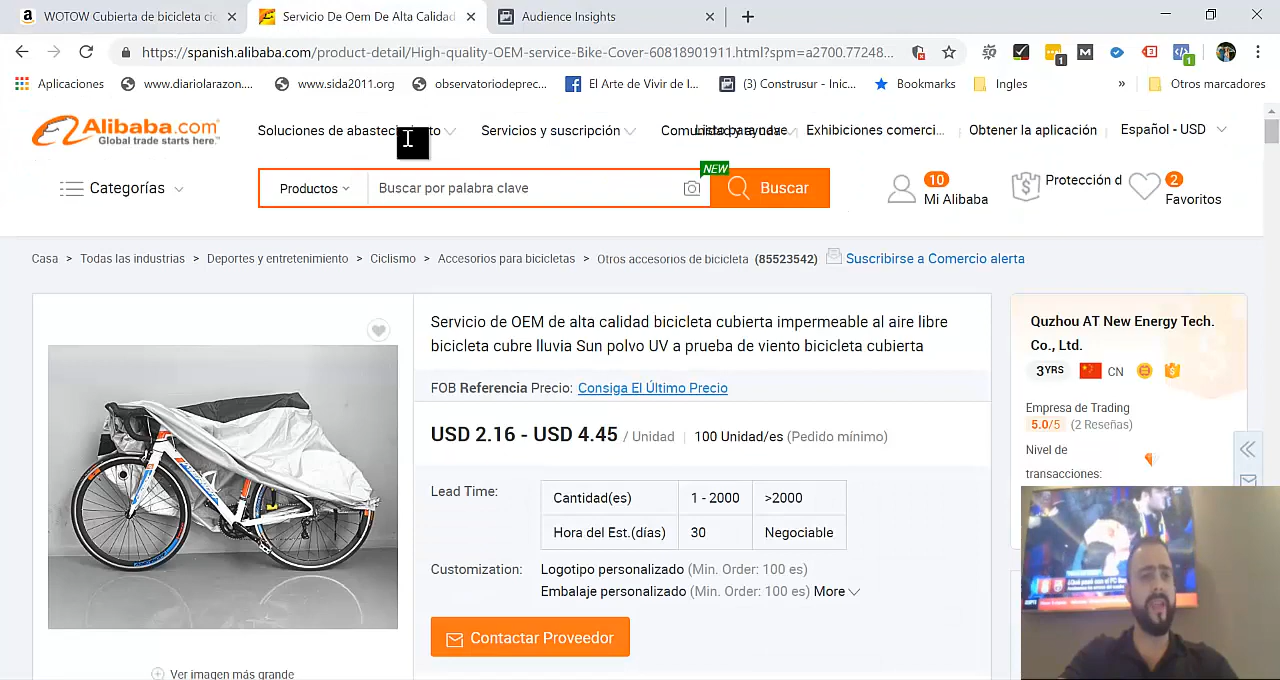 WOTOW Cubierta de bicicleta cic
Servicio De Oem De Alta Calidad
Audience Insights
https://spanish.alibaba.com/product-detail/High-quality-OEM-service-Bike-Cover-60818901911.html?spm=a2700.77248...
Aplicaciones
www.diariolarazon....
www.asda2011.org
observatoriodeprec...
El Arte de Vivir de I...
(3) Construsur - Inic...
Bookmarks
Ingles
»
Otros marcadores
Alibaba.com
Global trade starts here.
Soluciones de
Servicios y suscripción
Exhibiciones comerci...
Obtener la aplicación
Español - USD
Categorías
Productos
Buscar por palabra clave
NEW
Buscar
10
Mi Alibaba
Protección d
2
Favoritos
Casa > Todas las industrias > Deportes y entretenimiento > Ciclismo > Accesorios para bicicletas > Otros accesorios de bicicleta (65523542)
Suscribirse a Comercio alerta
Servicio de OEM de alta calidad bicicleta cubierta impermeable al aire libre
bicicleta cubre lluvia Sun polvo UV a prueba de viento bicicleta cubierta
FOB Referencia Precio: Consiga El Último Precio
USD 2.16 - USD 4.45 / Unidad | 100 Unidad/es (Pedido mínimo)
Lead Time:
Cantidad(es) 1 - 2000 >2000
Hora del Est.(días) 30 Negociable
Customization: Logotipo personazado (Min. Order: 100 es)
Embalaje personazado (Min. Order: 100 es) More
Contactar Proveedor
Ver imagen más grande
Quzhou AT New Energy Tech.
Co., Ltd.
3YRS CN
Empresa de Trading
5.0/5 (2 Reseñas)
Nivel de
transacciones: